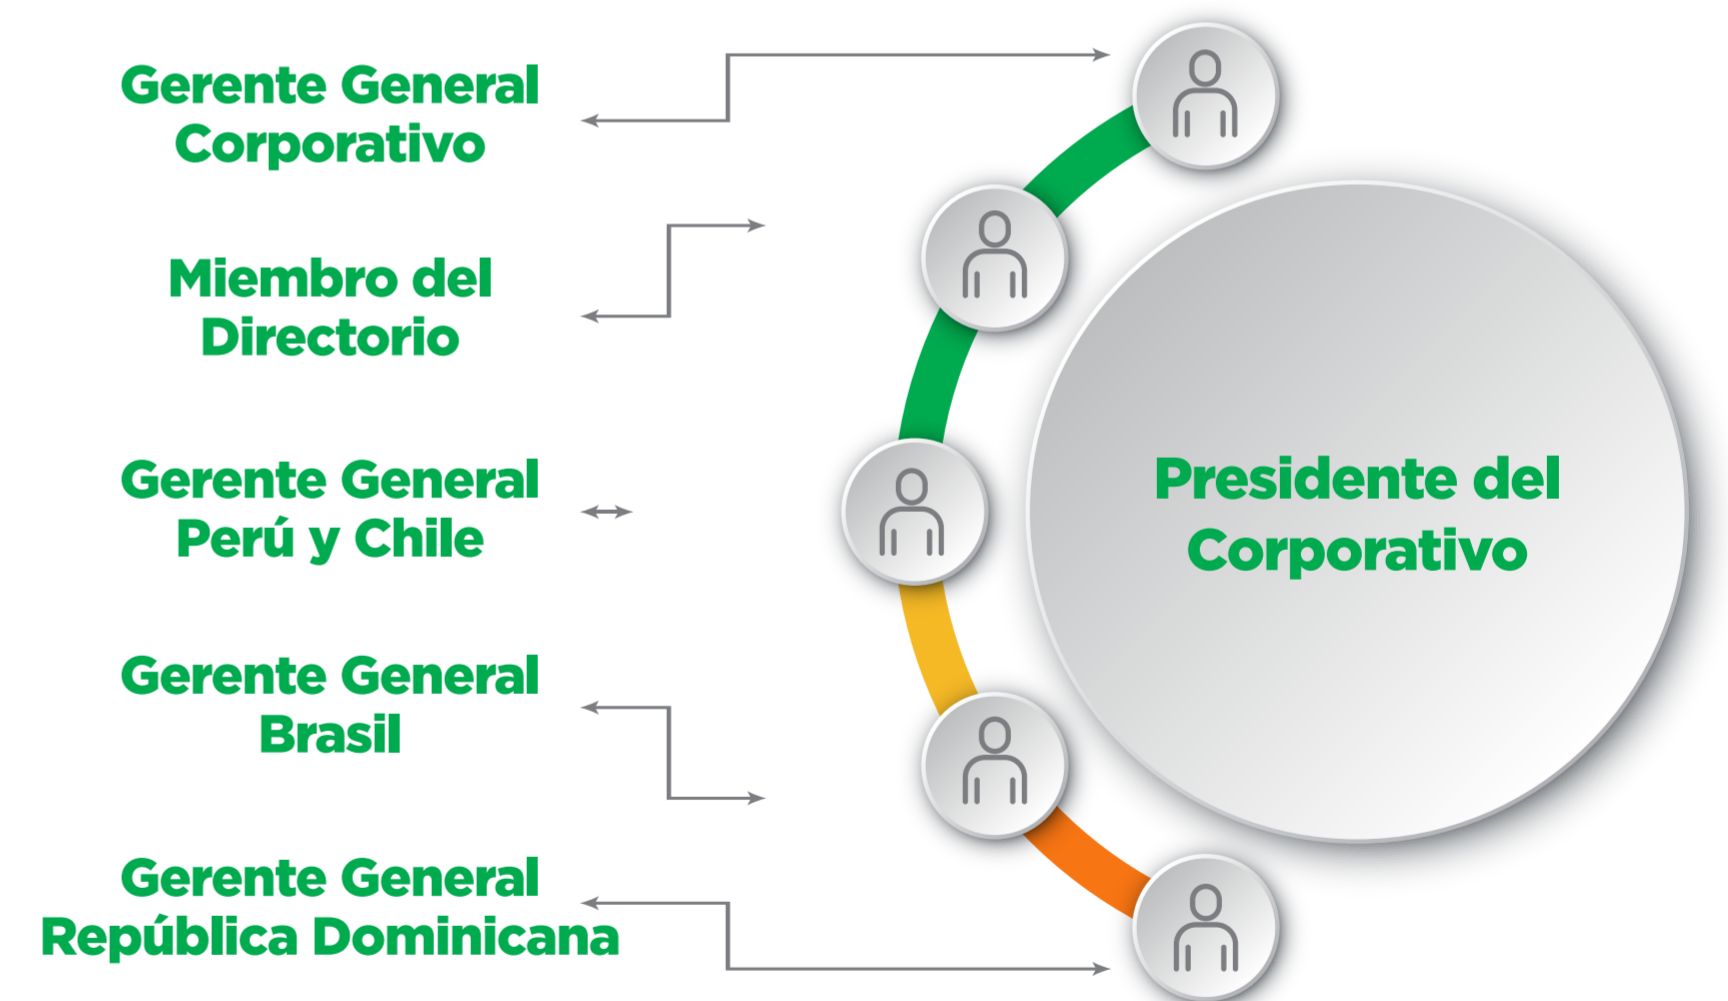 Gerente General
Corporativo
Miembro del
Directorio
Gerente General
Perú y Chile
Gerente General
Brasil
Gerente General
República Dominicana
Presidente del
Corporativo